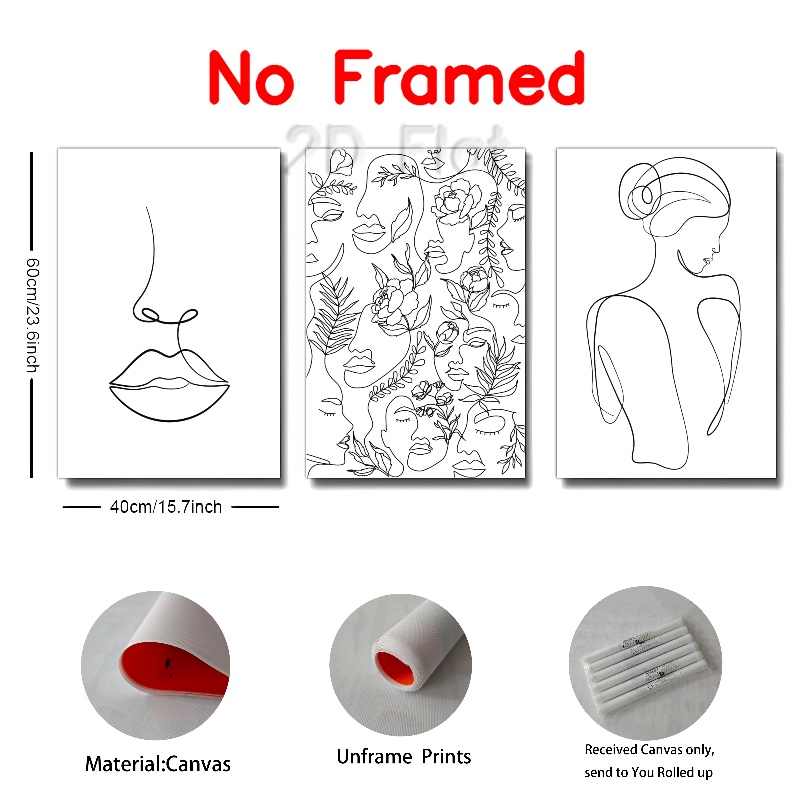 No Framed
2D Flat
60cm/23.6inch
40cm/15.7inch
Material:Canvas
Unframe Prints
Received Canvas only,
send to You Rolled up